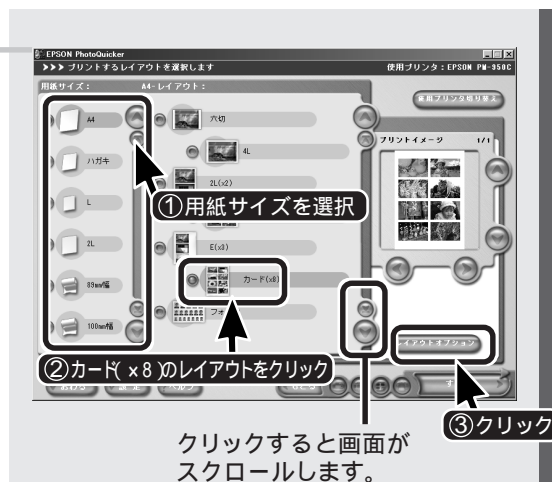 EPSON PhotoQuicker
>>> プリントするレイアウトを選択します
使用プリンタ：EPSON PM-950C
用紙サイズ：
A4-レイアウト：
使用プリンタ切り替え
A4
六切
プリントイメージ 1/1
ハガキ
4L
2L(x2)
①用紙サイズを選択
L
2L
E(x3)
カード(x8)
89mm幅
フォ
100mm幅
レイアウトオプション
②カード(×8)のレイアウトをクリック
③クリック
クリックすると画面が
スクロールします。